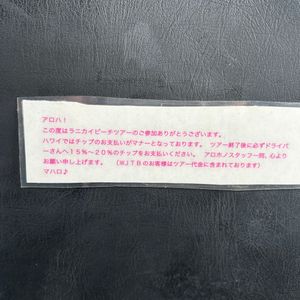 アロハ！
この度はラニカイビーチツアーのご参加ありがとうございます。
ハワイではチップのお支払いがマナーとなっております。 ツアー終了後に必ずドライバ
ーさんへ１５％～２０％のチップをお支払いください。 アロホノスタッフ一同、心より
お願い申し上げます。 （※ＪＴＢのお客様はツアー代金に含まれております）
マハロ♪